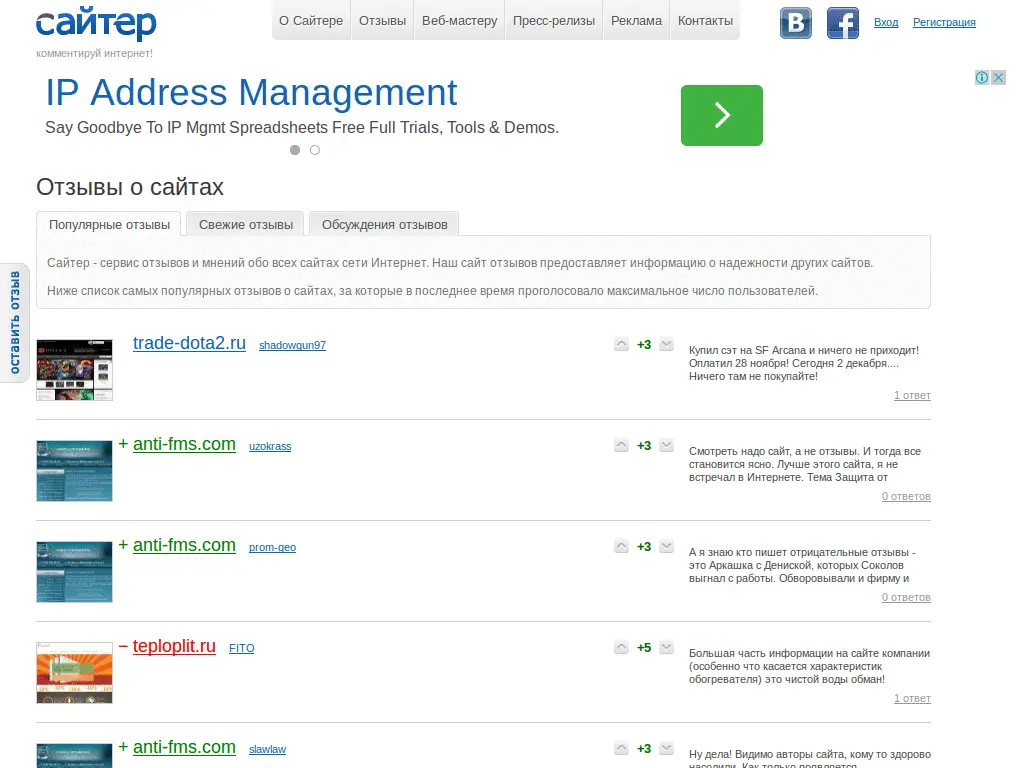 сайтер
комментируй интернет!
О Сайтере Отзывы Веб-мастеру Пресс-релизы Реклама Контакты
B f Вход Регистрация
IP Address Management
Say Goodbye To IP Mgmt Spreadsheets Free Full Trials, Tools & Demos.
Отзывы о сайтах
Популярные отзывы Свежие отзывы Обсуждения отзывов
Сайтер - сервис отзывов и мнений обо всех сайтах сети Интернет. Наш сайт отзывов предоставляет информацию о надежности других сайтов.
Ниже список самых популярных отзывов о сайтах, за которые в последнее время проголосовало максимальное число пользователей.
оставить отзыв
trade-dota2.ru shadowgun97 +3
Купил сэт на SF Arcana и ничего не приходит!
Оплатил 28 ноября! Сегодня 2 декабря....
Ничего там не покупайте!
1 ответ
+ anti-fms.com uzokrass +3
Смотреть надо сайт, а не отзывы. И тогда все
становится ясно. Лучше этого сайта, я не
встречал в Интернете. Тема Защита от
0 ответов
+ anti-fms.com prom-geo +3
А я знаю кто пишет отрицательные отзывы -
это Аркашка с Дениской, которых Соколов
выгнал с работы. Обворовывали и фирму и
0 ответов
− teploplit.ru FITO +5
Большая часть информации на сайте компании
(особенно что касается характеристик
обогревателя) это чистой воды обман!
1 ответ
+ anti-fms.com slawlaw +3
Ну дела! Видимо авторы сайта, кому то здорово
насолили. Как только появляется